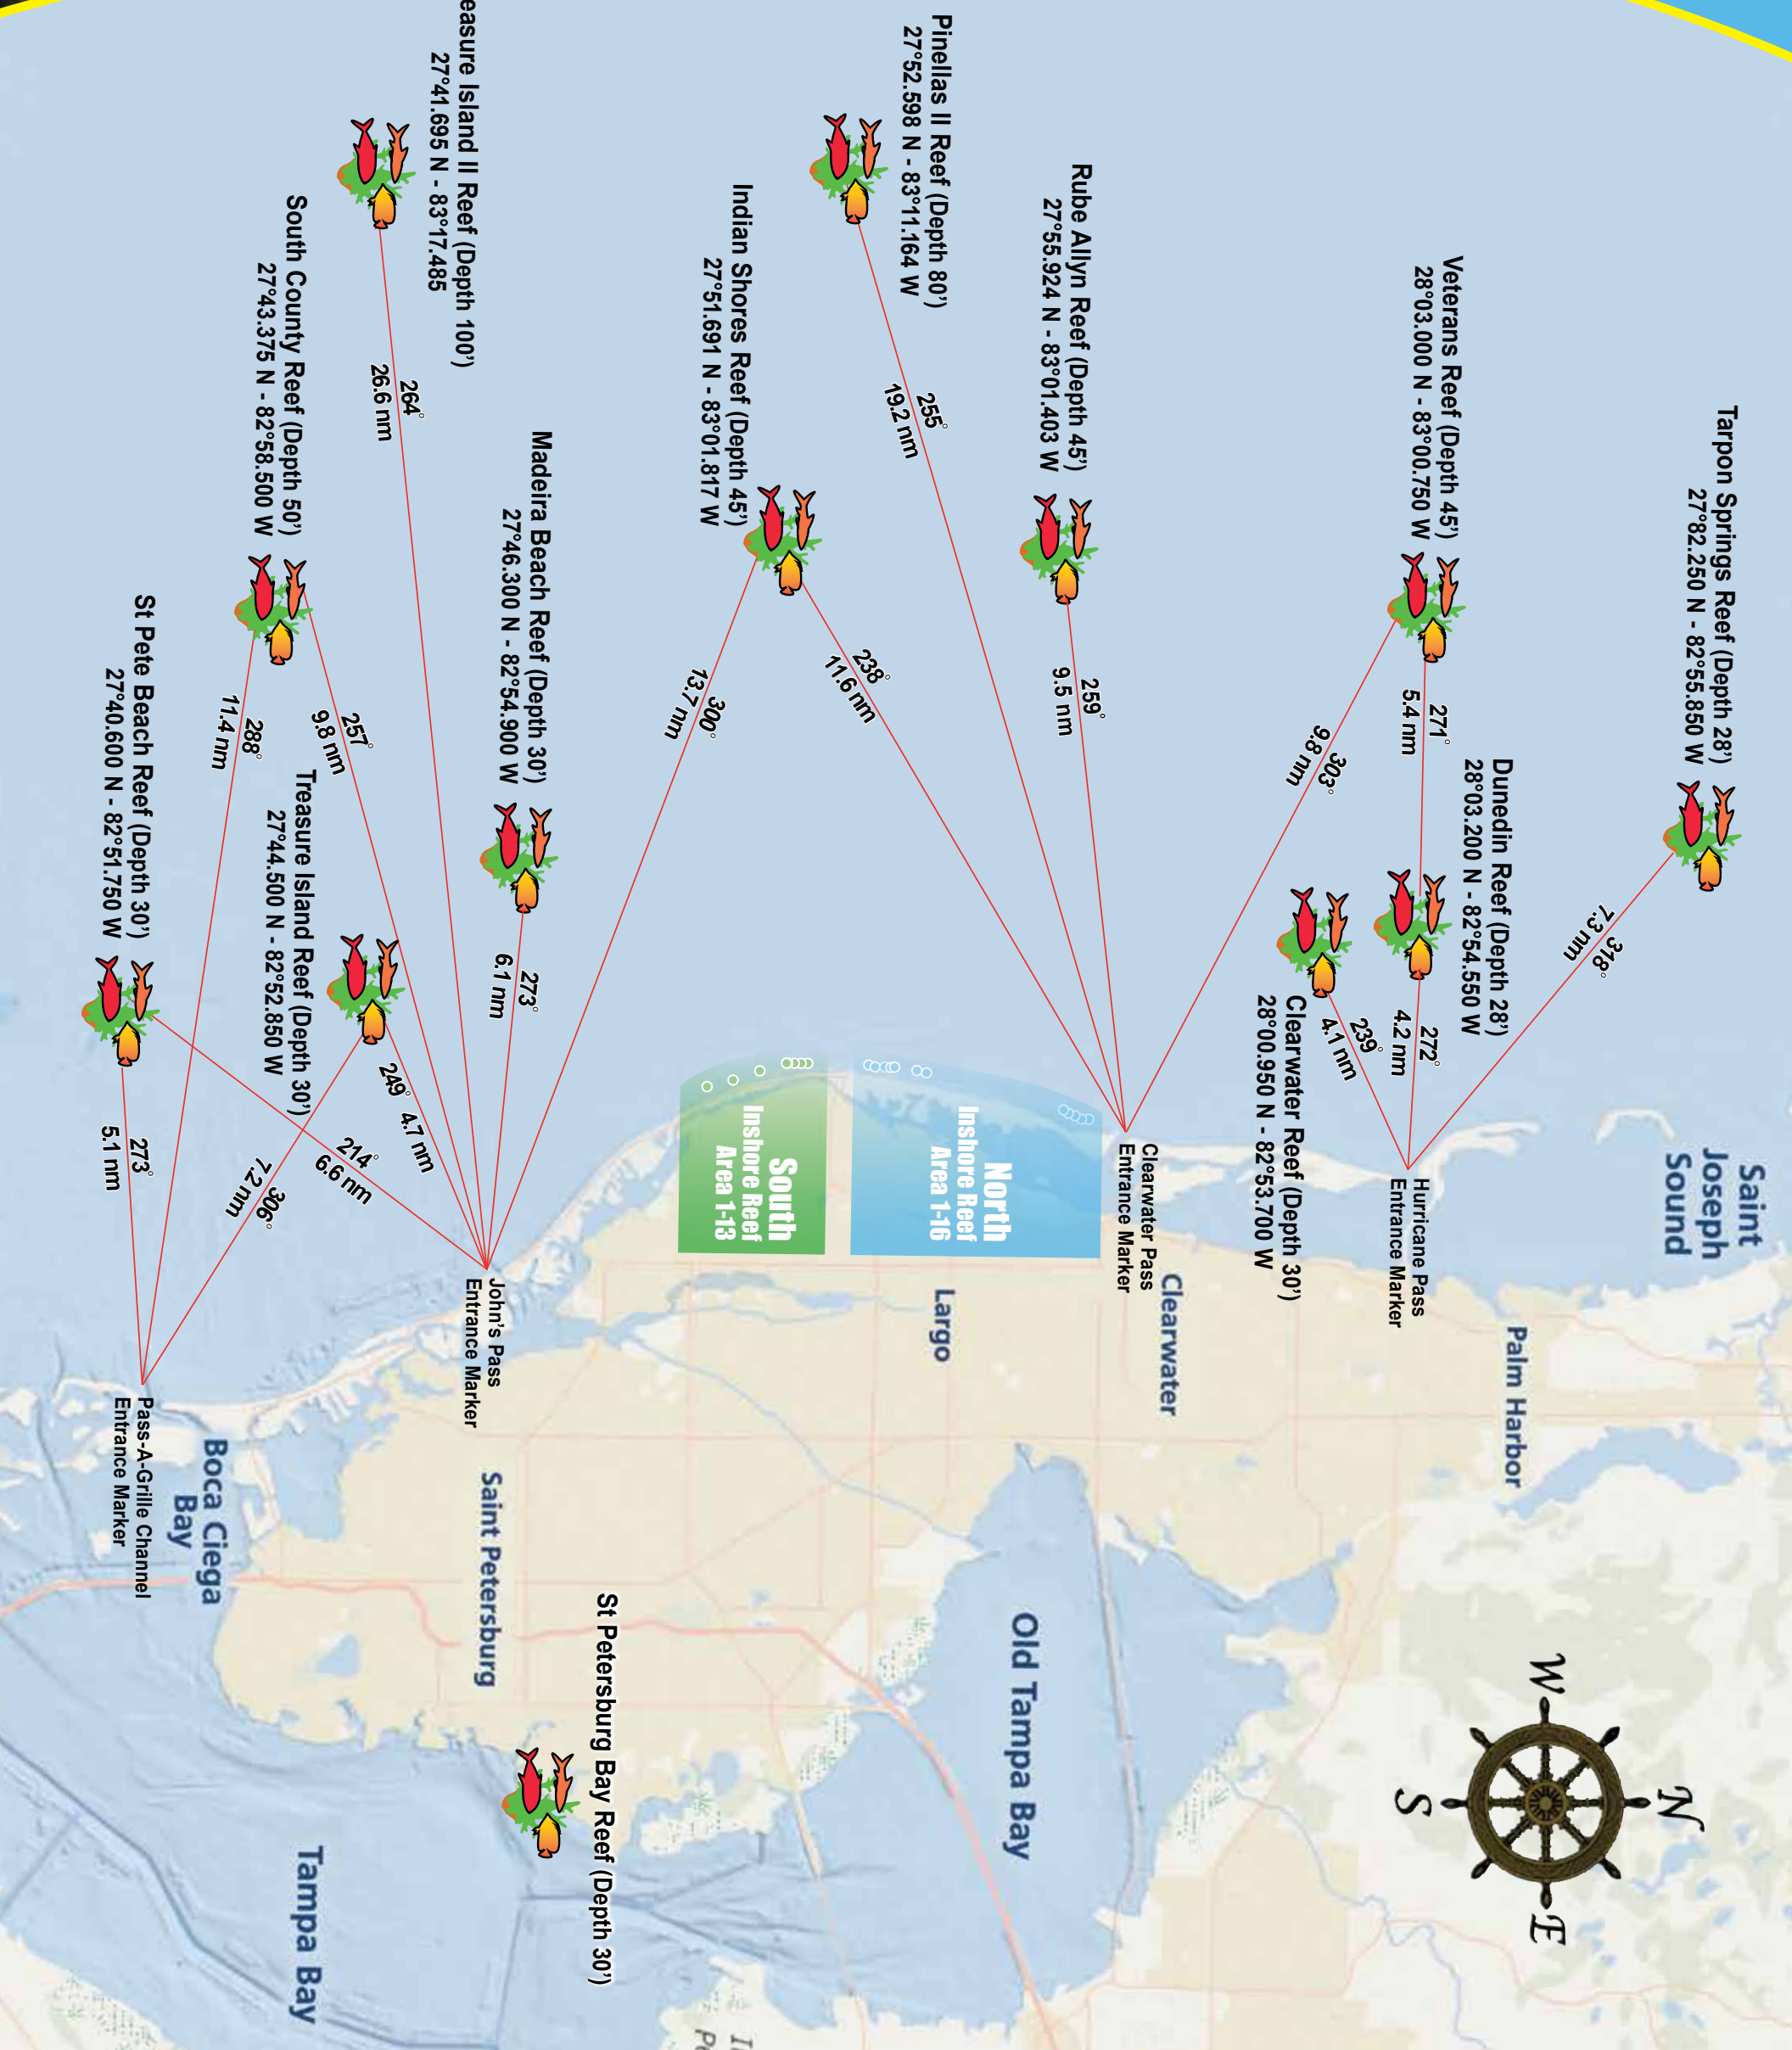 Tarpon Springs Reef (Depth 28')
27°82.250 N - 82°55.850 W
318°
7.3 nm
Saint
Joseph
Sound
Veterans Reef (Depth 45')
28°03.000 N - 83°00.750 W
271°
5.4 nm
303°
9.8 nm
Dunedin Reef (Depth 28')
28°03.200 N - 82°54.550 W
272°
4.2 nm
239°
4.1 nm
Clearwater Reef (Depth 30')
28°00.950 N - 82°53.700 W
Hurricane Pass
Entrance Marker
Palm Harbor
N
W
E
S
Rube Allyn Reef (Depth 45')
27°55.924 N - 83°01.403 W
259°
9.5 nm
Clearwater Pass
Entrance Marker
Clearwater
Pinellas II Reef (Depth 80')
27°52.598 N - 83°11.164 W
255°
19.2 nm
North
Inshore Reef
Area 1-16
Largo
Old Tampa Bay
Indian Shores Reef (Depth 45')
27°51.691 N - 83°01.817 W
238°
11.6 nm
300°
13.7 nm
South
Inshore Reef
Area 1-13
Madeira Beach Reef (Depth 30')
27°46.300 N - 82°54.900 W
273°
6.1 nm
St Petersburg Bay Reef (Depth 30')
easure Island II Reef (Depth 100')
27°41.695 N - 83°17.485
264°
26.6 nm
John's Pass
Entrance Marker
Saint Petersburg
South County Reef (Depth 50')
27°43.375 N - 82°58.500 W
257°
9.8 nm
288°
11.4 nm
Treasure Island Reef (Depth 30')
27°44.500 N - 82°52.850 W
249° 4.7 nm
306°
7.2 nm
Tampa Bay
St Pete Beach Reef (Depth 30')
27°40.600 N - 82°51.750 W
214°
6.6 nm
273°
5.1 nm
Pass-A-Grille Channel
Entrance Marker
Boca Ciega
Bay